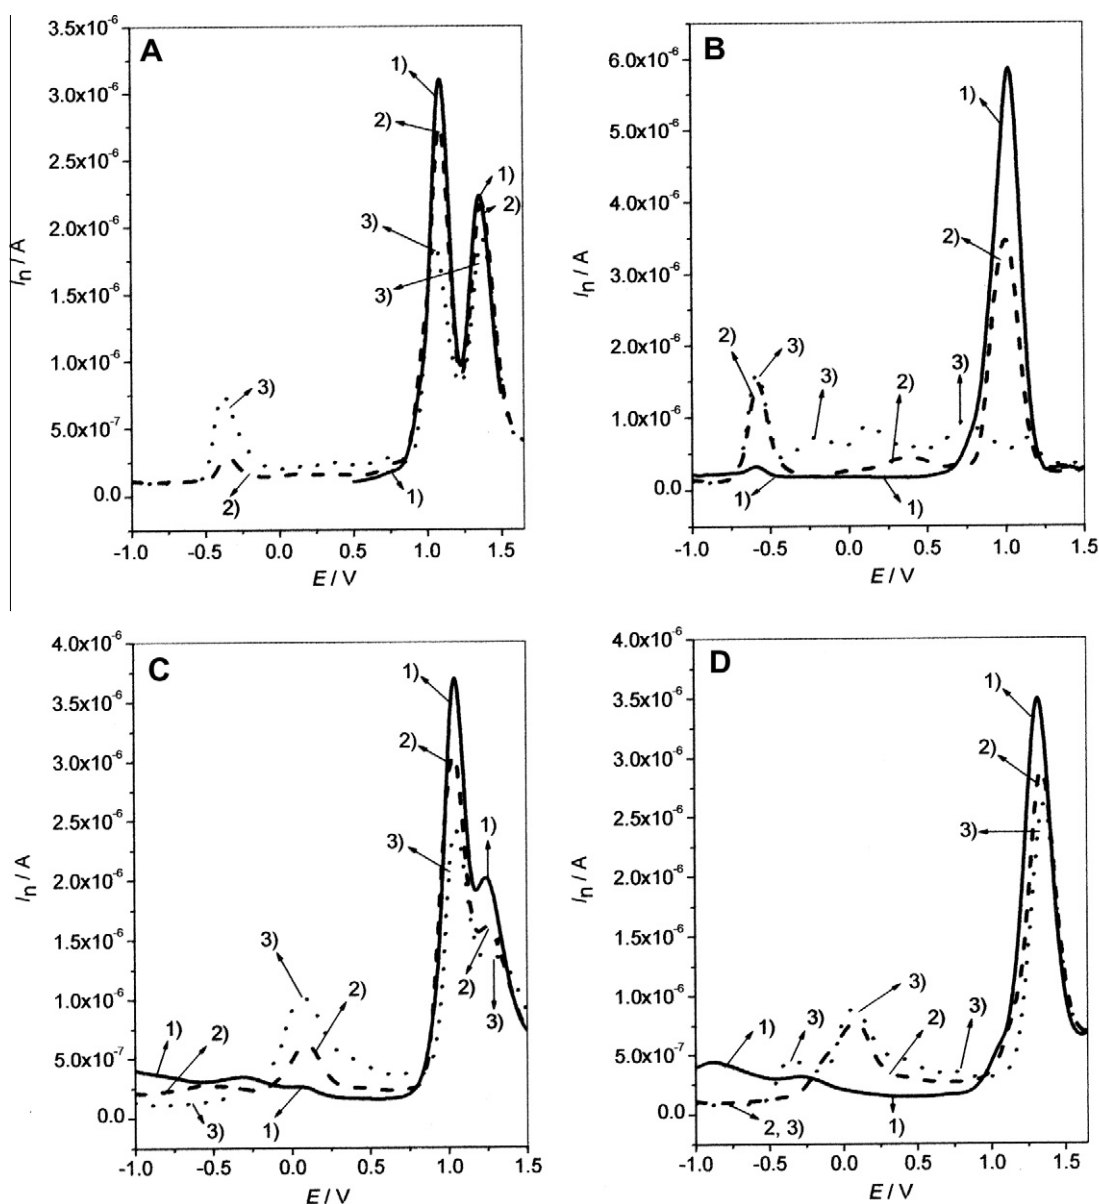 A
3.5x10⁻⁶
3.0x10⁻⁶
2.5x10⁻⁶
2.0x10⁻⁶
1.5x10⁻⁶
1.0x10⁻⁶
5.0x10⁻⁷
0.0
Iₙ / A
1)
2)
3)
1)
2)
3)
3)
2)
1)
-1.0 -0.5 0.0 0.5 1.0 1.5
E / V
B
6.0x10⁻⁶
5.0x10⁻⁶
4.0x10⁻⁶
3.0x10⁻⁶
2.0x10⁻⁶
1.0x10⁻⁶
0.0
Iₙ / A
1)
2)
2)
3)
3)
2)
3)
1)
1)
-1.0 -0.5 0.0 0.5 1.0 1.5
E / V
C
4.0x10⁻⁶
3.5x10⁻⁶
3.0x10⁻⁶
2.5x10⁻⁶
2.0x10⁻⁶
1.5x10⁻⁶
1.0x10⁻⁶
5.0x10⁻⁷
0.0
Iₙ / A
1)
2)
3)
1)
3)
2)
2)
3)
1)
2)
3)
1)
-1.0 -0.5 0.0 0.5 1.0 1.5
E / V
D
4.0x10⁻⁶
3.5x10⁻⁶
3.0x10⁻⁶
2.5x10⁻⁶
2.0x10⁻⁶
1.5x10⁻⁶
1.0x10⁻⁶
5.0x10⁻⁷
0.0
Iₙ / A
1)
2)
3)
3)
1)
3)
2)
3)
2, 3)
1)
-1.0 -0.5 0.0 0.5 1.0 1.5
E / V